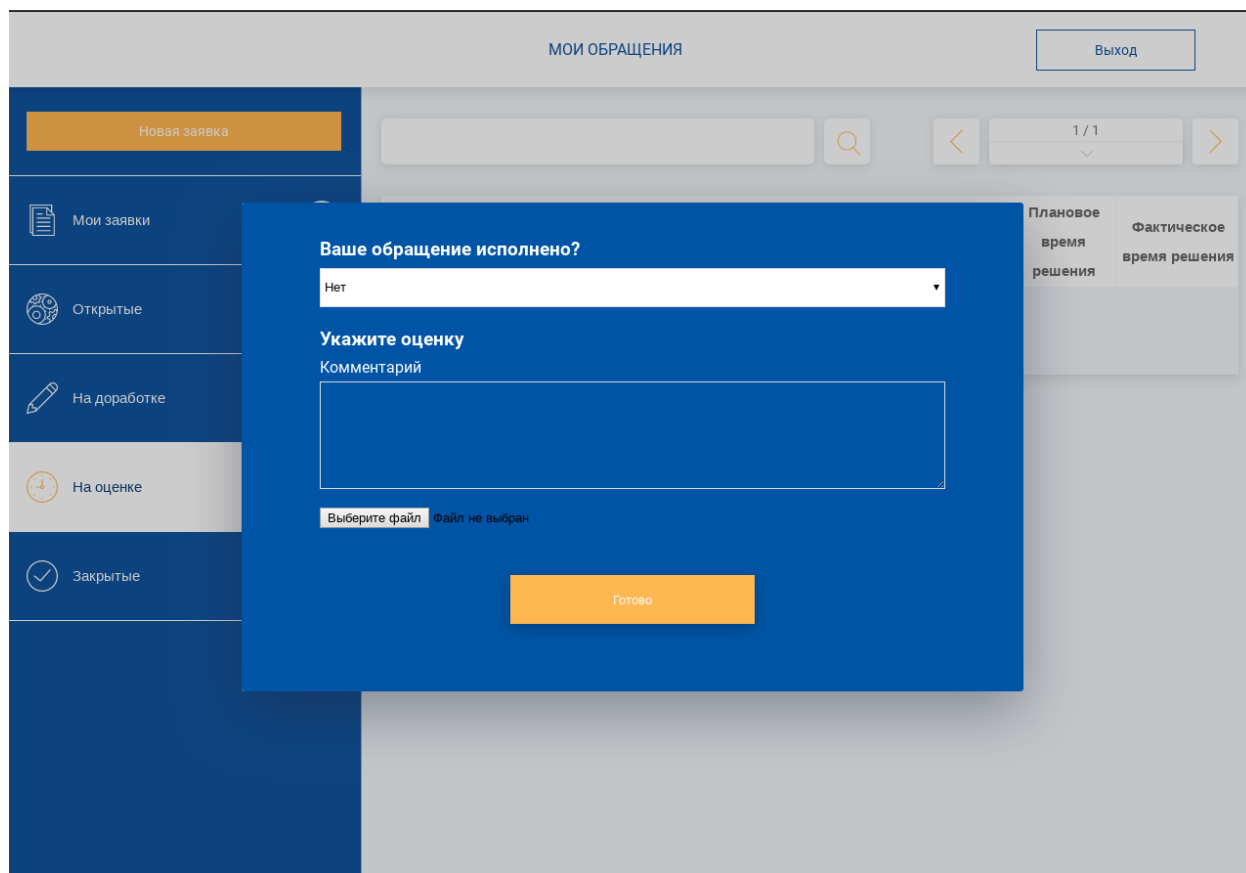 МОИ ОБРАЩЕНИЯ
Выход
Новая заявка
1 / 1
Мои заявки
Открытые
На доработке
На оценке
Закрытые
Плановое
время
решения
Фактическое
время решения
Ваше обращение исполнено?
Нет
Укажите оценку
Комментарий
Выберите файл Файл не выбран
Готово